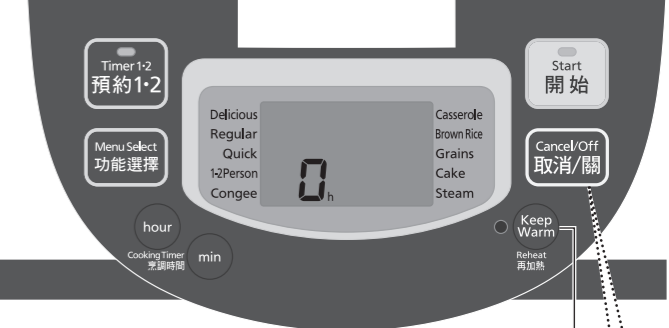 Timer 1•2
預約1•2
Start
開始
Delicious
Regular
Quick
1•2Person
Congee
0h
Casserole
Brown Rice
Grains
Cake
Steam
Menu Select
功能選擇
Cancel/Off
取消/關
hour
min
Cooking Timer
烹調時間
Keep
Warm
Reheat
再加熱